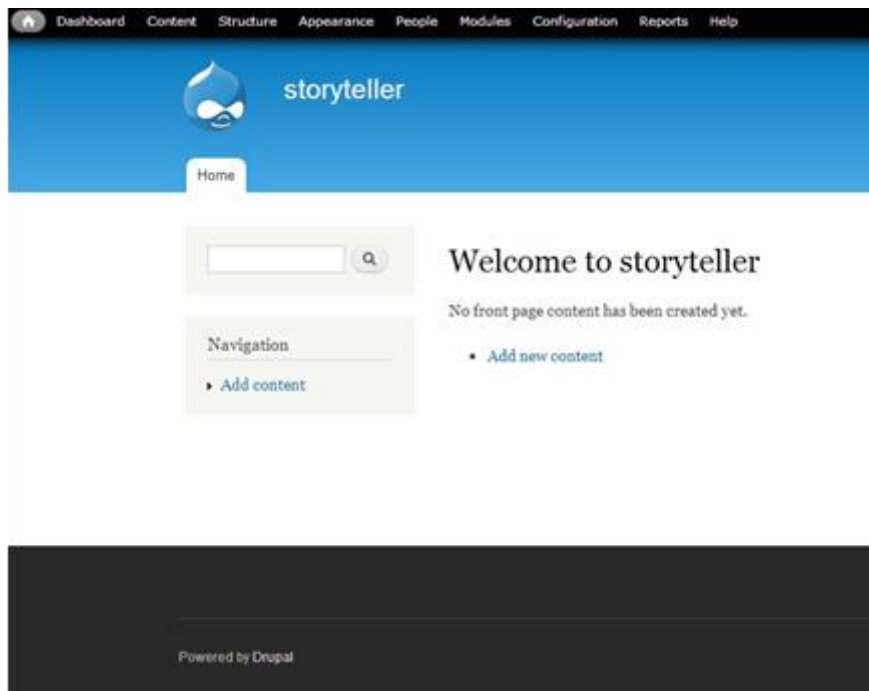 Dashboard Content Structure Appearance People Modules Configuration Reports Help
storyteller
Home
Navigation
Add content
Welcome to storyteller
No front page content has been created yet.
Add new content
Powered by Drupal